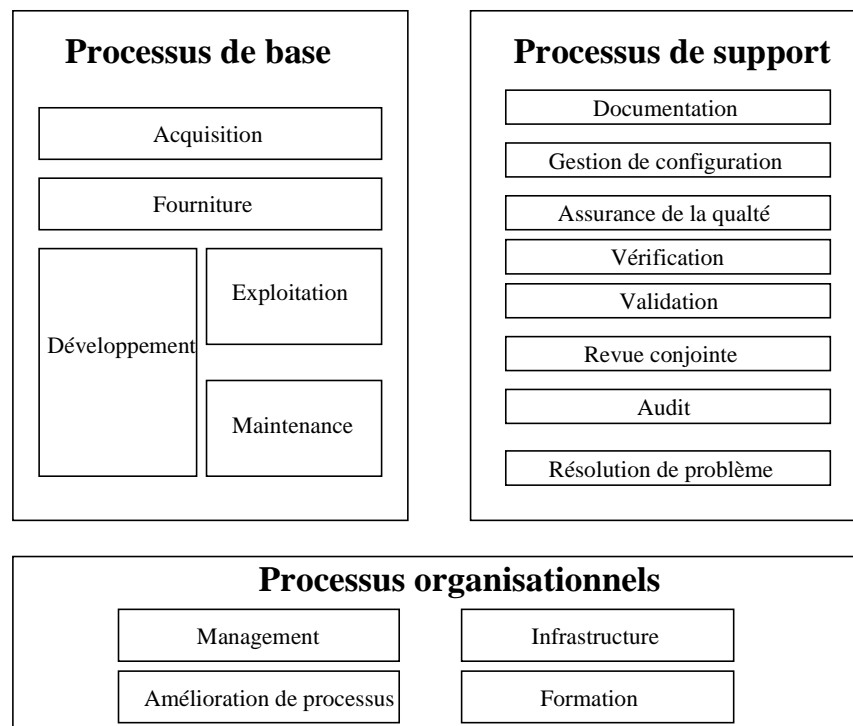 Processus de base
Acquisition
Fourniture
Développement
Exploitation
Maintenance
Processus de support
Documentation
Gestion de configuration
Assurance de la qualté
Vérification
Validation
Revue conjointe
Audit
Résolution de problème
Processus organisationnels
Management
Infrastructure
Amélioration de processus
Formation